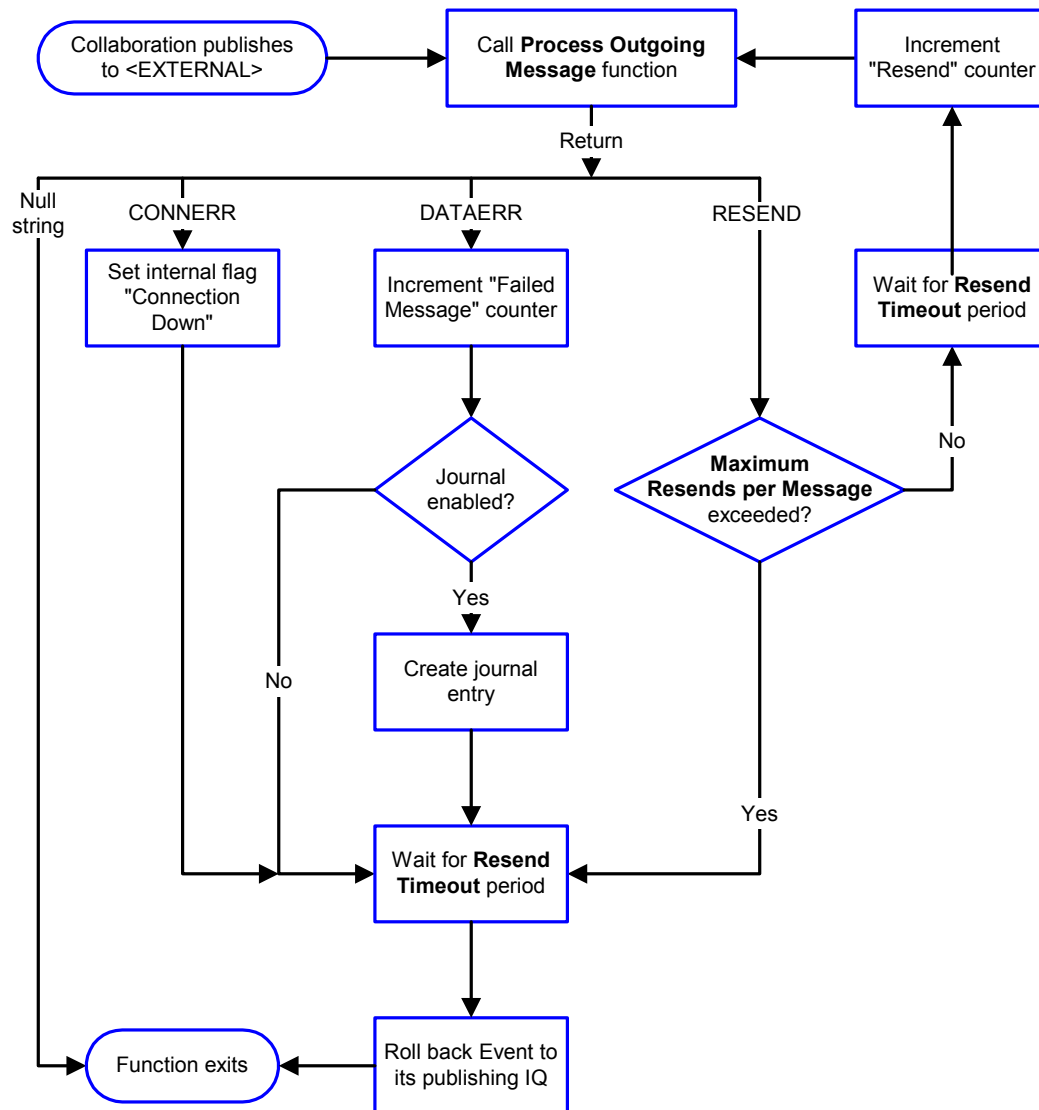 Collaboration publishes
to <EXTERNAL>
Call Process Outgoing
Message function
Increment
"Resend" counter
Return
Null
string
CONNERR
DATAERR
RESEND
Set internal flag
"Connection
Down"
Increment "Failed
Message" counter
Wait for Resend
Timeout period
No
Journal
enabled?
Maximum
Resends per Message
exceeded?
Yes
No
Create journal
entry
Yes
Wait for Resend
Timeout period
Function exits
Roll back Event to
its publishing IQ